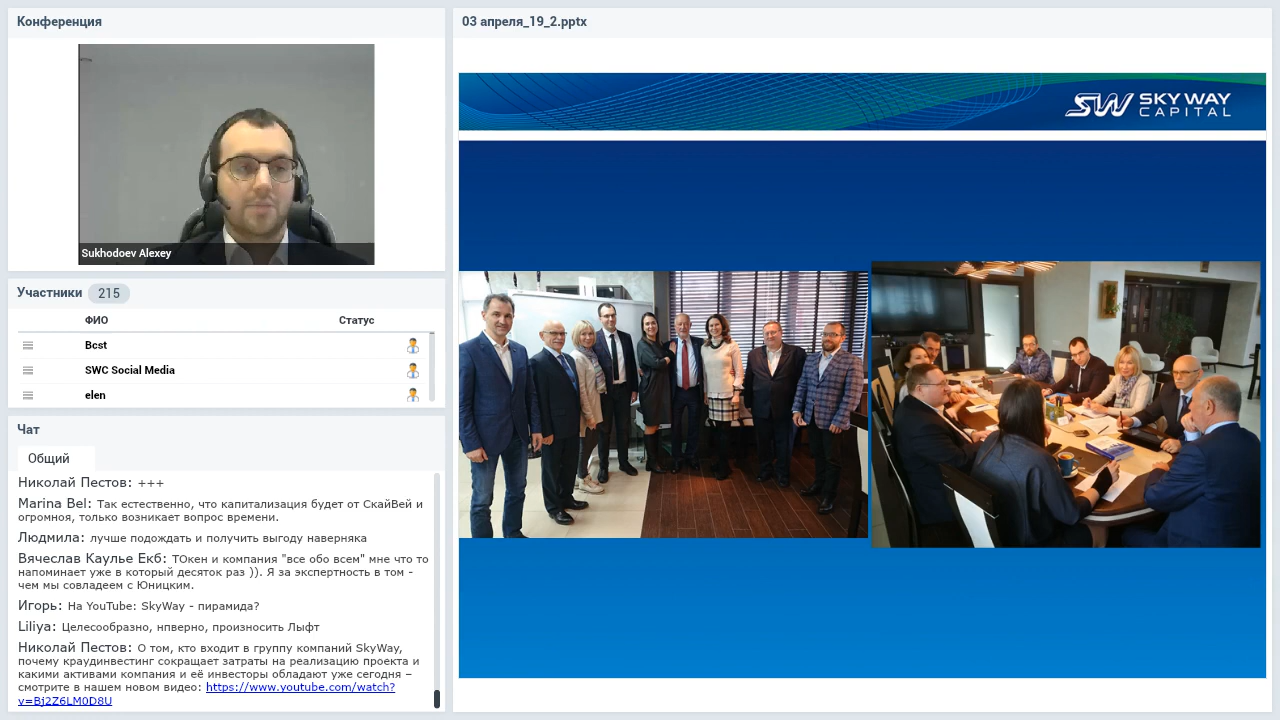 Конференция
Sukhodoev Alexey
Участники 215
ФИО Статус
Bcst
SWC Social Media
elen
Чат
Общий
Николай Пестов: +++
Marina Bel: Так естественно, что капитализация будет от СкайВей и
огромноя, только возникает вопрос времени.
Людмила: лучше подождать и получить выгоду наверняка
Вячеслав Каулье Екб: ТОкен и компания "все обо всем" мне что то
напоминает уже в который десяток раз )). Я за экспертность в том -
чем мы совладеем с Юницким.
Игорь: На YouTube: SkyWay - пирамида?
Liliya: Целесообразно, нпверно, произносить Лыфт
Николай Пестов: О том, кто входит в группу компаний SkyWay,
почему краудинвестинг сокращает затраты на реализацию проекта и
какими активами компания и её инвесторы обладают уже сегодня –
смотрите в нашем новом видео: https://www.youtube.com/watch?
v=Bj2Z6LM0D8U
03 апреля_19_2.pptx
SW SKY WAY
CAPITAL